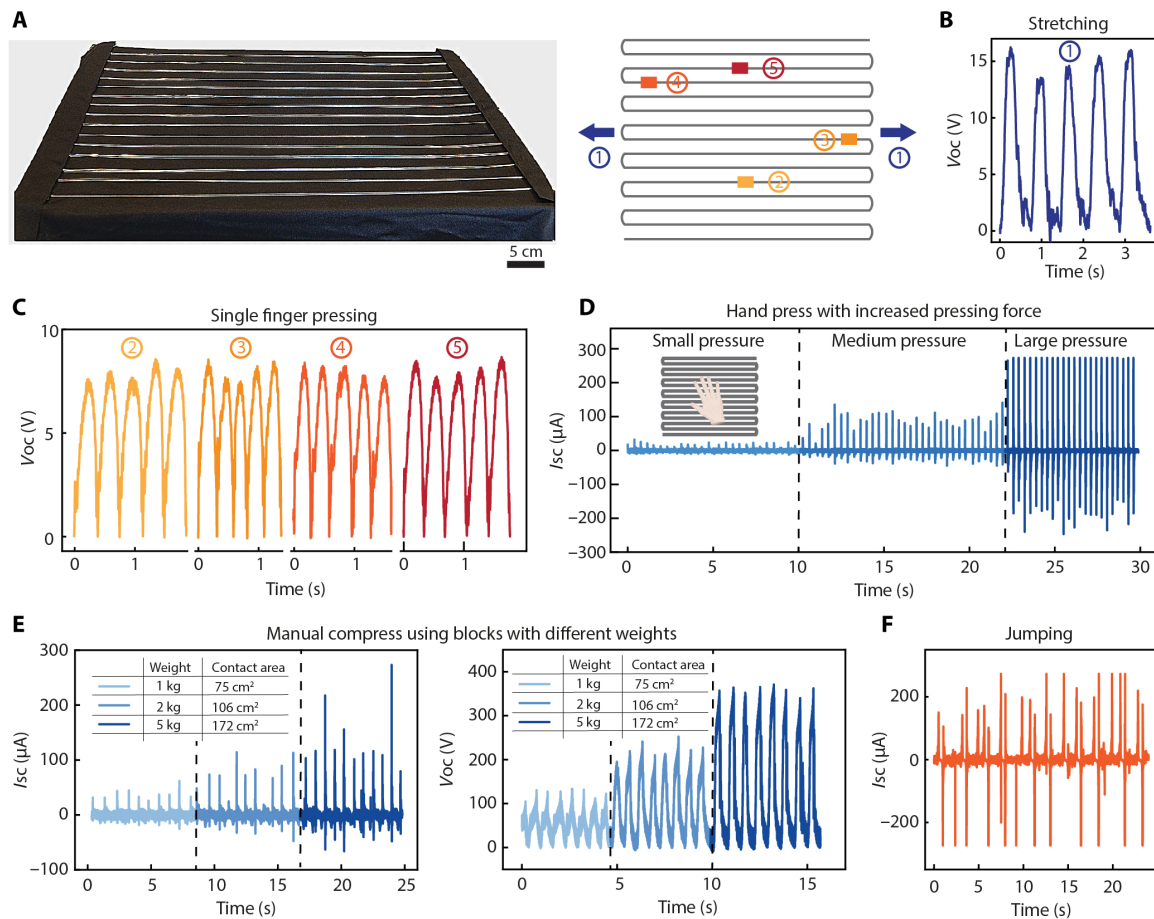 A
5 cm
①
①
②
③
④
⑤
B
Stretching
①
Voc (V)
15
10
5
0
0 1 2 3
Time (s)
C
Single finger pressing
② ③ ④ ⑤
Voc (V)
10
5
0
0 1 0 1 0 1 0 1
Time (s)
D
Hand press with increased pressing force
Small pressure Medium pressure Large pressure
Isc (µA)
300
200
100
0
−100
−200
−300
0 5 10 15 20 25 30
Time (s)
E
Manual compress using blocks with different weights
Weight Contact area
1 kg 75 cm²
2 kg 106 cm²
5 kg 172 cm²
Isc (µA)
300
200
100
0
−100
0 5 10 15 20 25
Time (s)
Weight Contact area
1 kg 75 cm²
2 kg 106 cm²
5 kg 172 cm²
Voc (V)
400
300
200
100
0
0 5 10 15
Time (s)
F
Jumping
Isc (µA)
200
0
−200
0 5 10 15 20
Time (s)